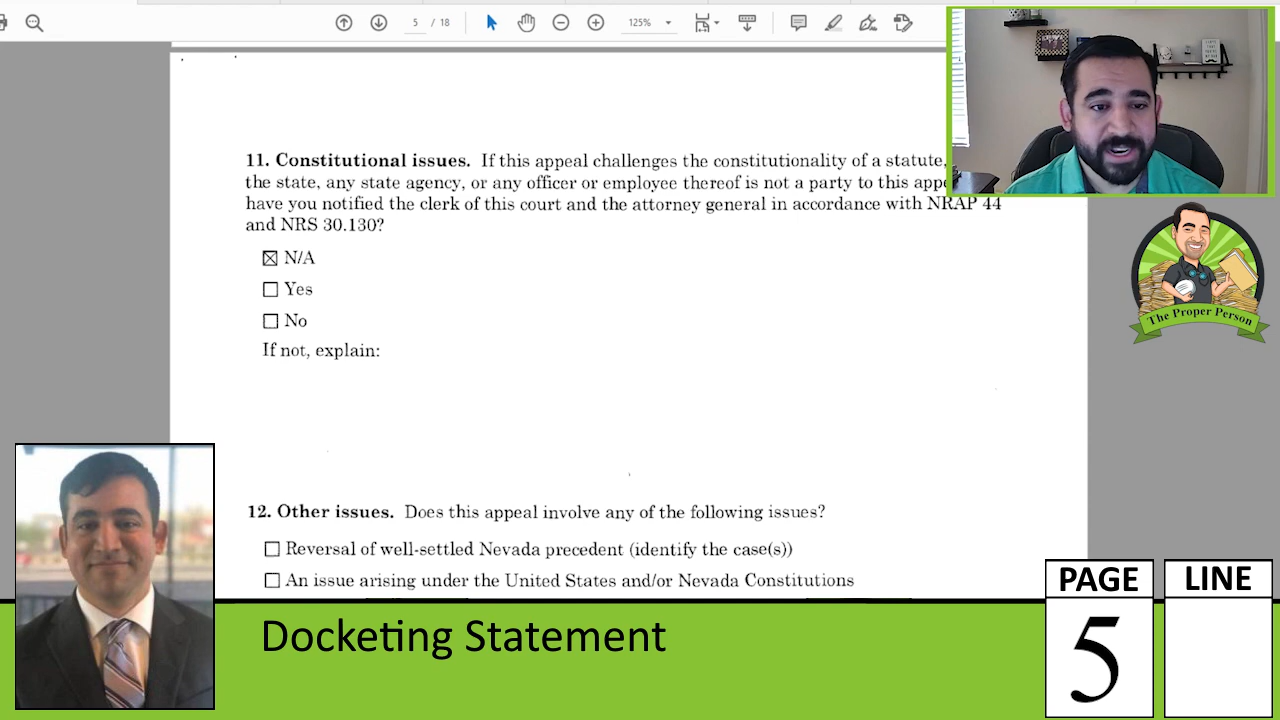 5 / 18
125%
11. Constitutional issues. If this appeal challenges the constitutionality of a statute,
the state, any state agency, or any officer or employee thereof is not a party to this appe
have you notified the clerk of this court and the attorney general in accordance with NRAP 44
and NRS 30.130?
N/A
Yes
No
If not, explain:
12. Other issues. Does this appeal involve any of the following issues?
Reversal of well-settled Nevada precedent (identify the case(s))
An issue arising under the United States and/or Nevada Constitutions
The Proper Person
Docketing Statement
PAGE
5
LINE